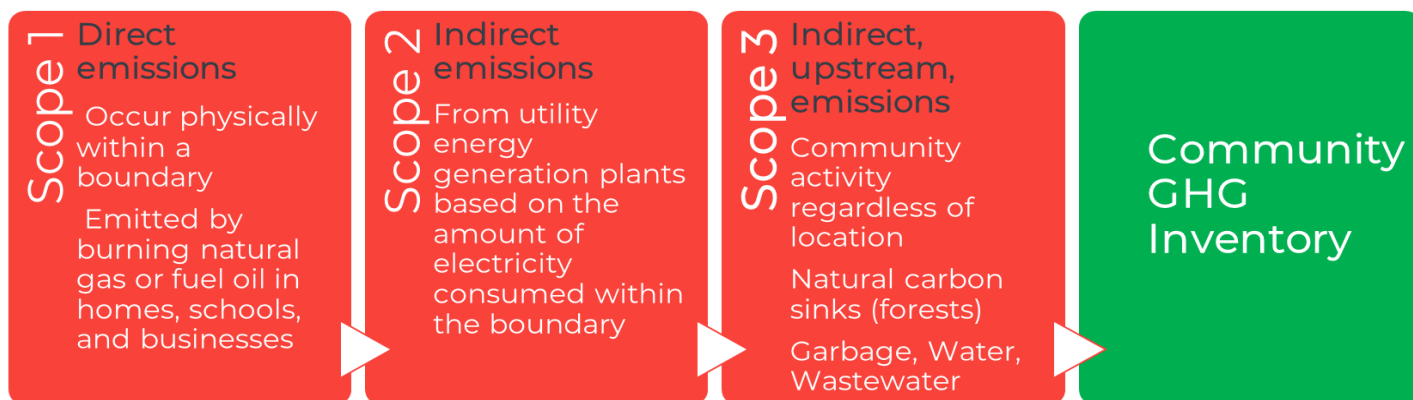 Scope 1
Direct
emissions
Occur physically
within a
boundary
Emitted by
burning natural
gas or fuel oil in
homes, schools,
and businesses
Scope 2
Indirect
emissions
From utility
energy
generation plants
based on the
amount of
electricity
consumed within
the boundary
Scope 3
Indirect,
upstream,
emissions
Community
activity
regardless of
location
Natural carbon
sinks (forests)
Garbage, Water,
Wastewater
Community
GHG
Inventory